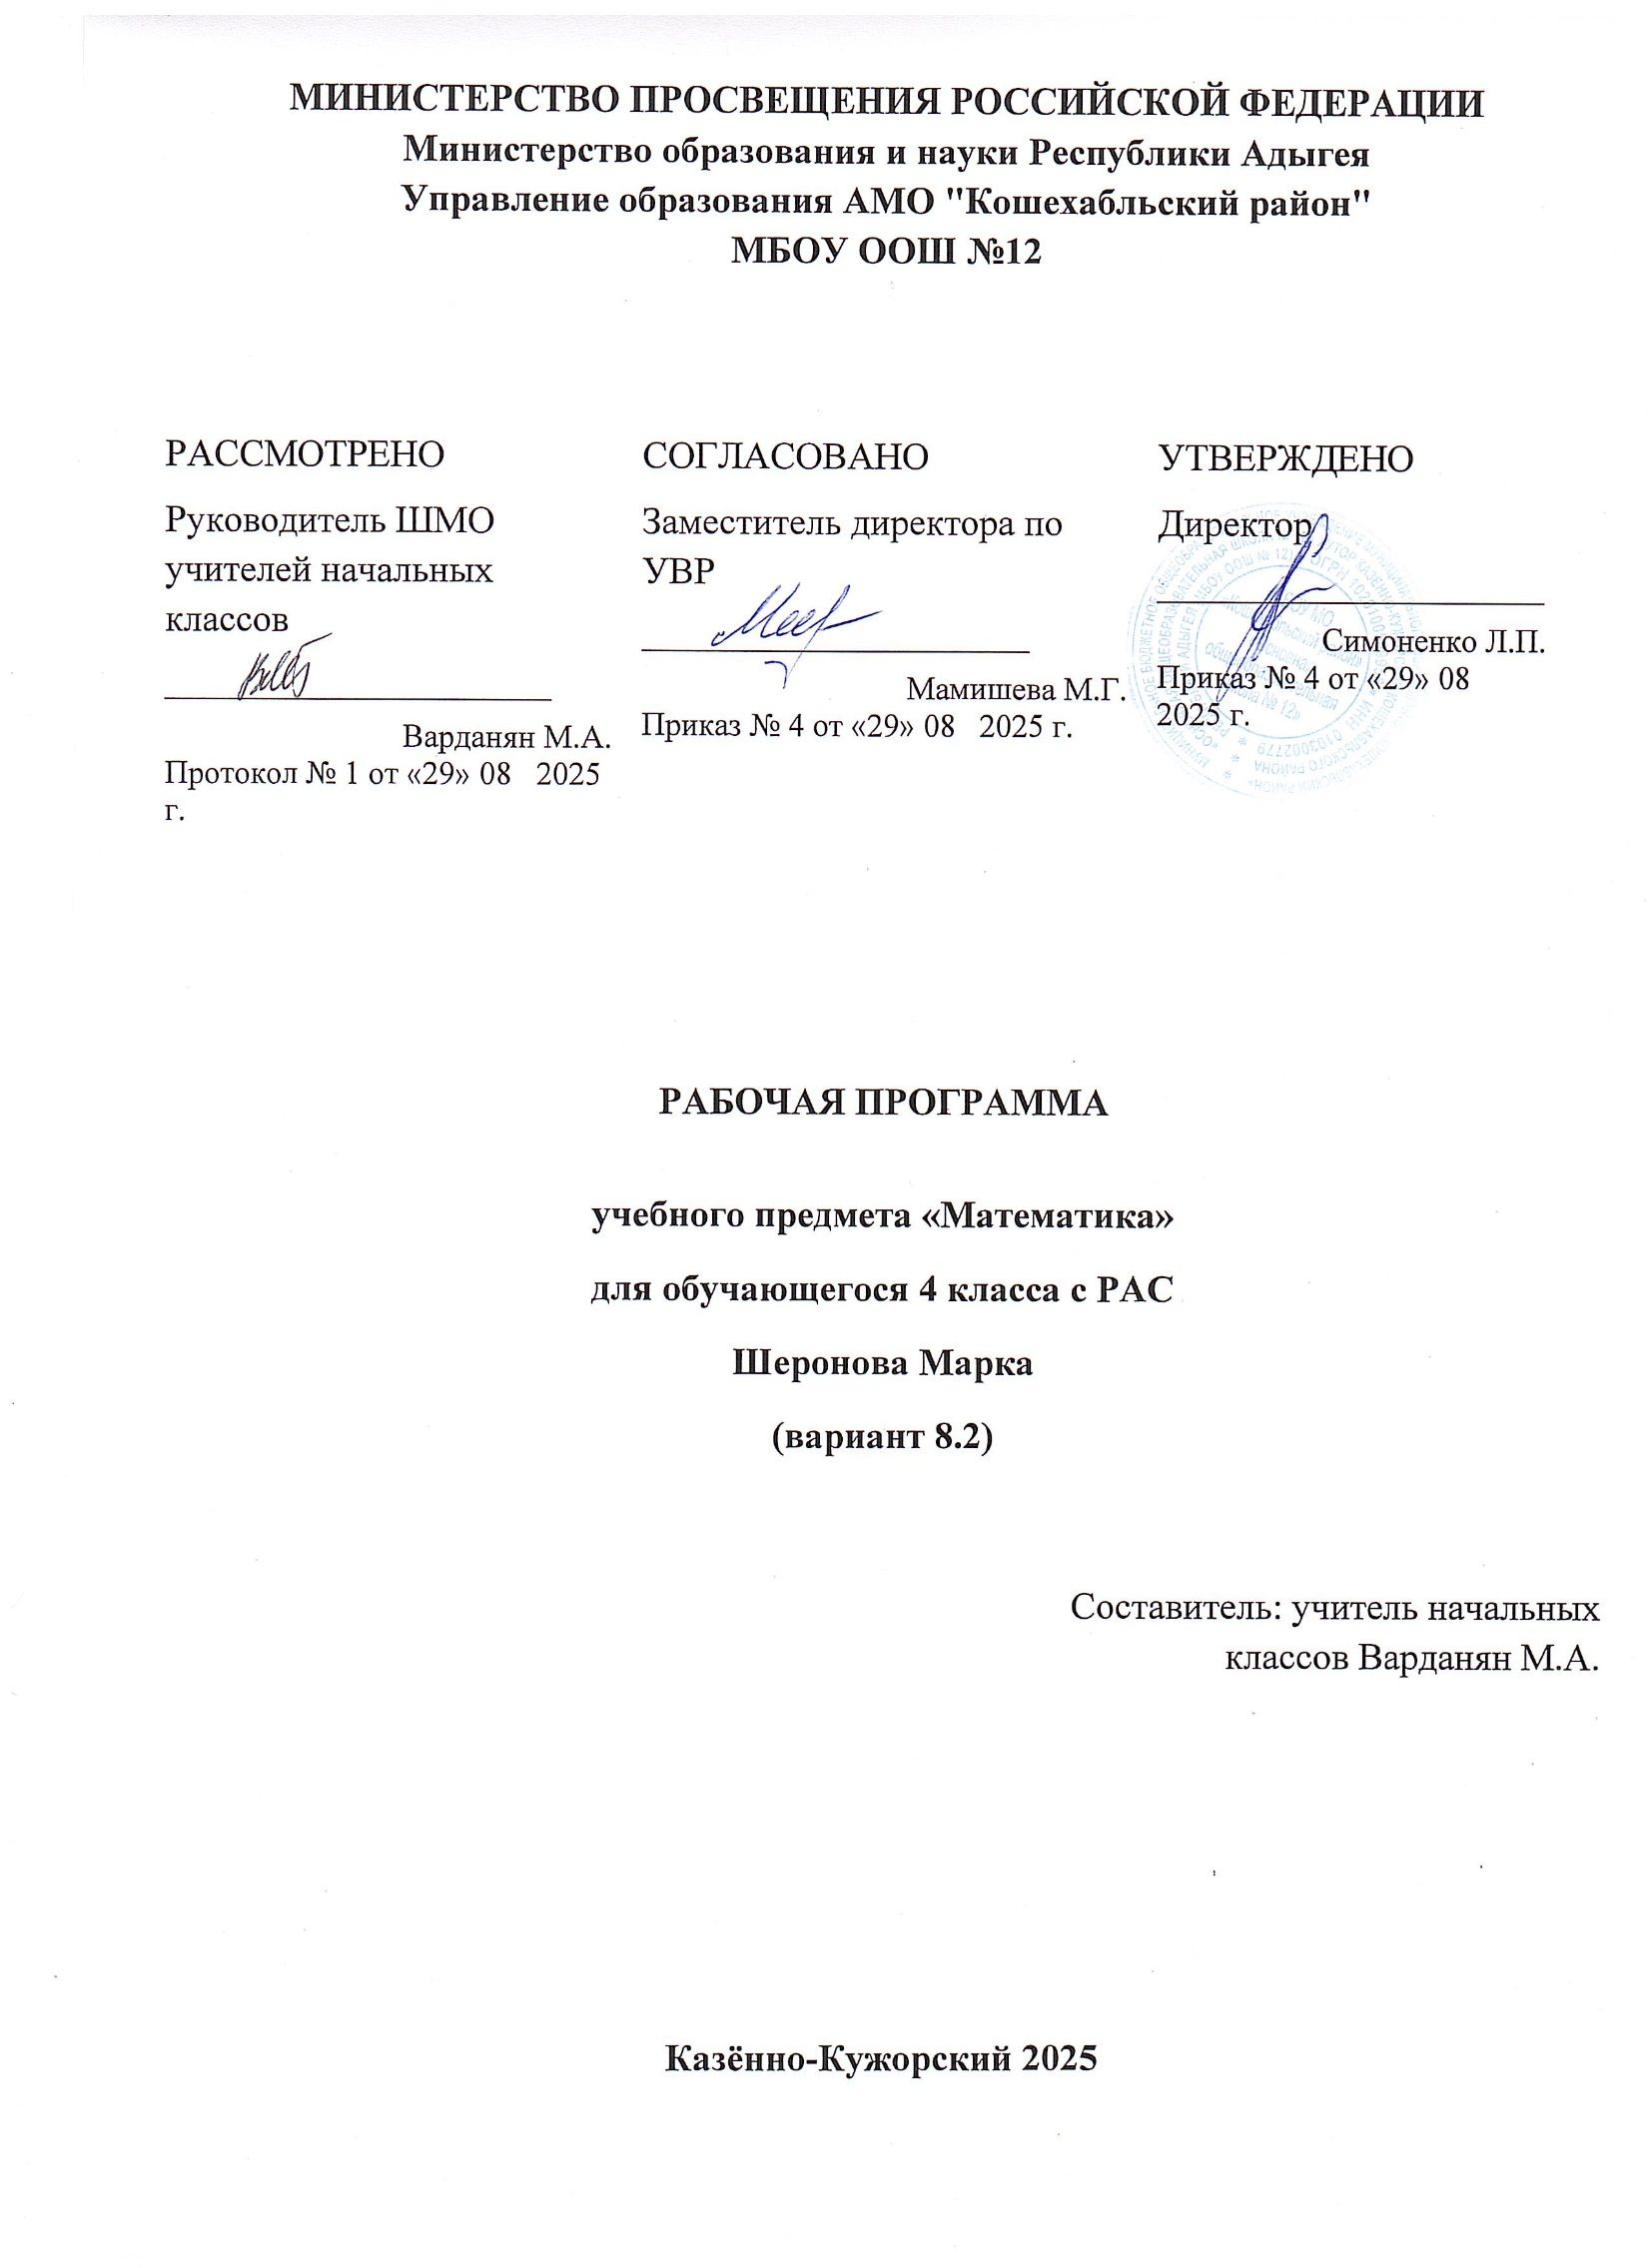 МИНИСТЕРСТВО ПРОСВЕЩЕНИЯ РОССИЙСКОЙ ФЕДЕРАЦИИ
Министерство образования и науки Республики Адыгея
Управление образования АМО "Кошехабльский район"
МБОУ ООШ №12
РАССМОТРЕНО
Руководитель ШМО
учителей начальных
классов
Варданян М.А.
Протокол № 1 от «29» 08 2025
г.
СОГЛАСОВАНО
Заместитель директора по
УВР
Мамишева М.Г.
Приказ № 4 от «29» 08 2025 г.
УТВЕРЖДЕНО
Директор
Симоненко Л.П.
Приказ № 4 от «29» 08
2025 г.
РАБОЧАЯ ПРОГРАММА
учебного предмета «Математика»
для обучающегося 4 класса с РАС
Шеронова Марка
(вариант 8.2)
Составитель: учитель начальных
классов Варданян М.А.
Казённо-Кужорский 2025